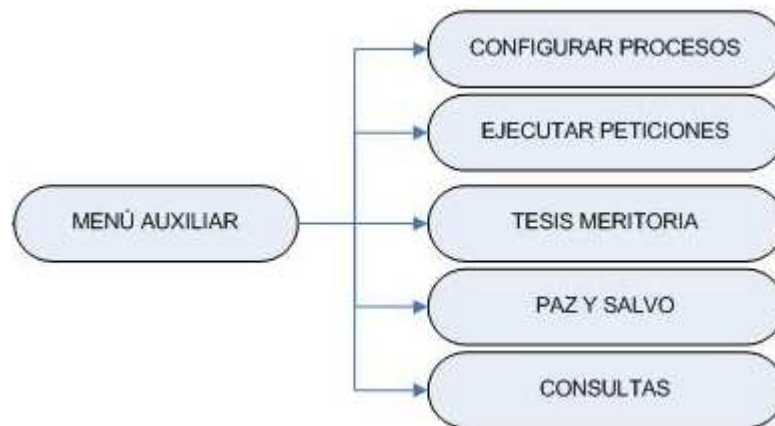 CONFIGURAR PROCESOS
EJECUTAR PETICIONES
MENÚ AUXILIAR
TESIS MERITORIA
PAZ Y SALVO
CONSULTAS